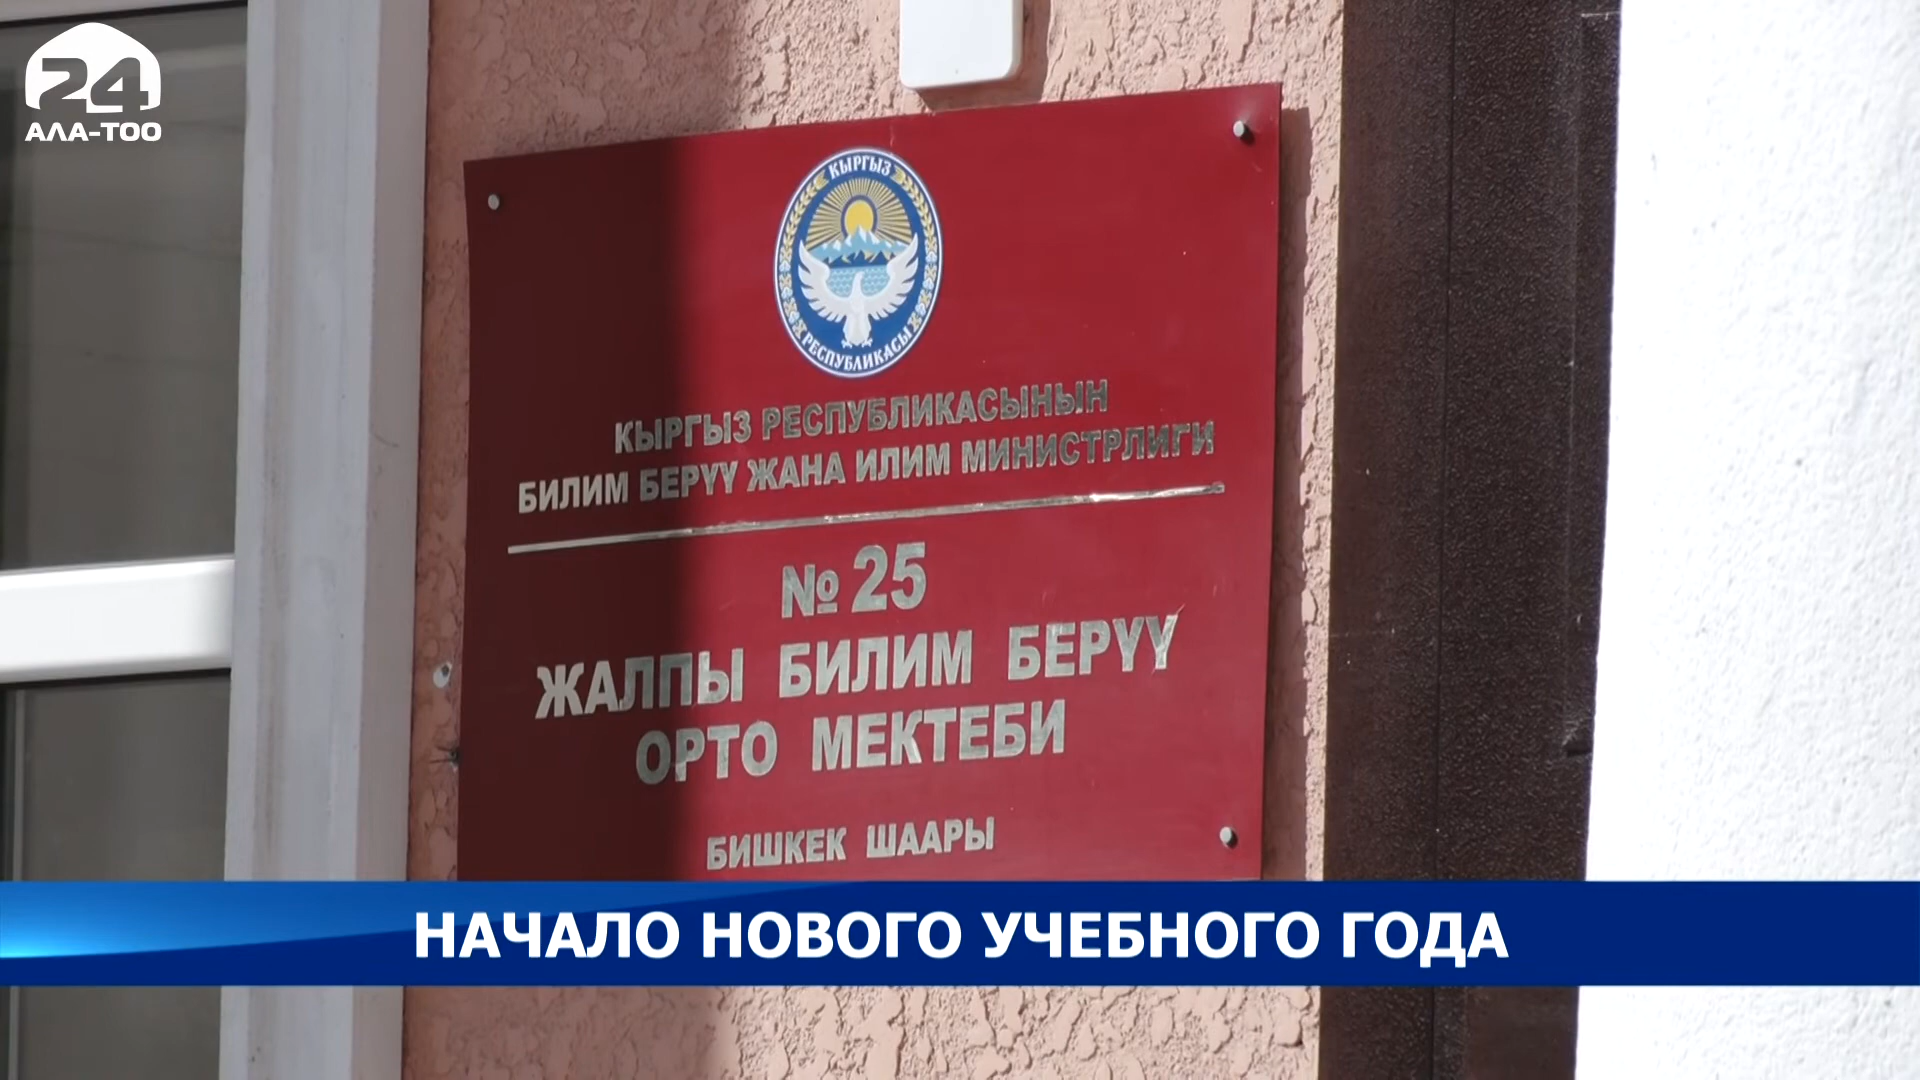 24
АЛА-ТОО
КЫРГЫЗ
РЕСПУБЛИКАСЫ
КЫРГЫЗ РЕСПУБЛИКАСЫНЫН
БИЛИМ БЕРҮҮ ЖАНА ИЛИМ МИНИСТРЛИГИ
№ 25
ЖАЛПЫ БИЛИМ БЕРҮҮ
ОРТО МЕКТЕБИ
БИШКЕК ШААРЫ
НАЧАЛО НОВОГО УЧЕБНОГО ГОДА